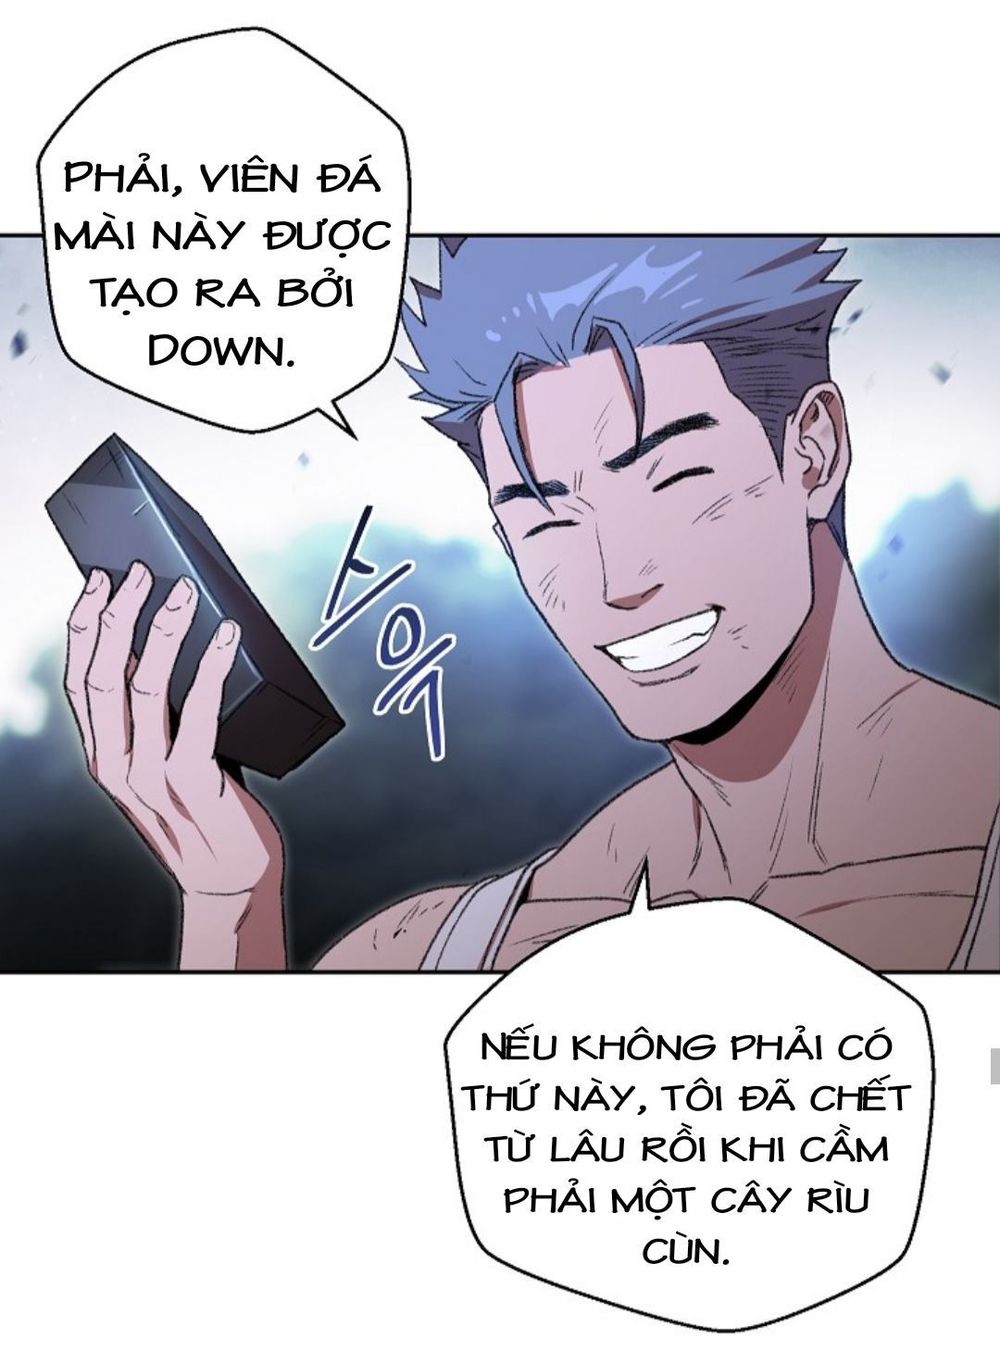 PHẢI, VIÊN ĐÁ
MÀI NÀY ĐƯỢC
TẠO RA BỞI
DOWN.
스윽
NẾU KHÔNG PHẢI CÓ
THỨ NÀY, TÔI ĐÃ CHẾT
TỪ LÂU RỒI KHI CẦM
PHẢI MỘT CÂY RÌU
CÙN.